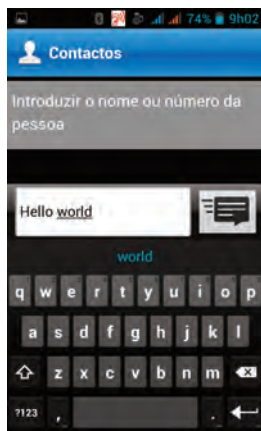 74% 9h02
Contactos
Introduzir o nome ou número da
pessoa
Hello world
world
q w e r t y u i o p
a s d f g h j k l
z x c v b n m
?123 , .